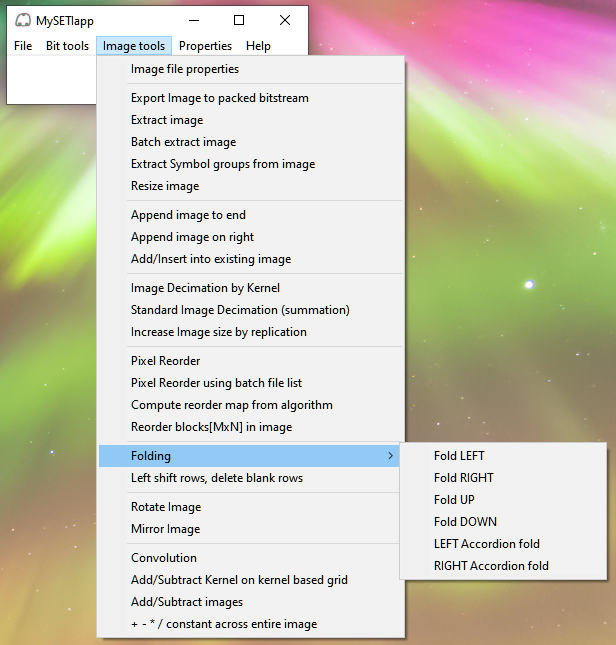 MySETIapp
File Bit tools Image tools Properties Help
Image file properties
Export Image to packed bitstream
Extract image
Batch extract image
Extract Symbol groups from image
Resize image
Append image to end
Append image on right
Add/Insert into existing image
Image Decimation by Kernel
Standard Image Decimation (summation)
Increase Image size by replication
Pixel Reorder
Pixel Reorder using batch file list
Compute reorder map from algorithm
Reorder blocks[MxN] in image
Folding
Left shift rows, delete blank rows
Rotate Image
Mirror Image
Convolution
Add/Subtract Kernel on kernel based grid
Add/Subtract images
+ - * / constant across entire image
Fold LEFT
Fold RIGHT
Fold UP
Fold DOWN
LEFT Accordion fold
RIGHT Accordion fold